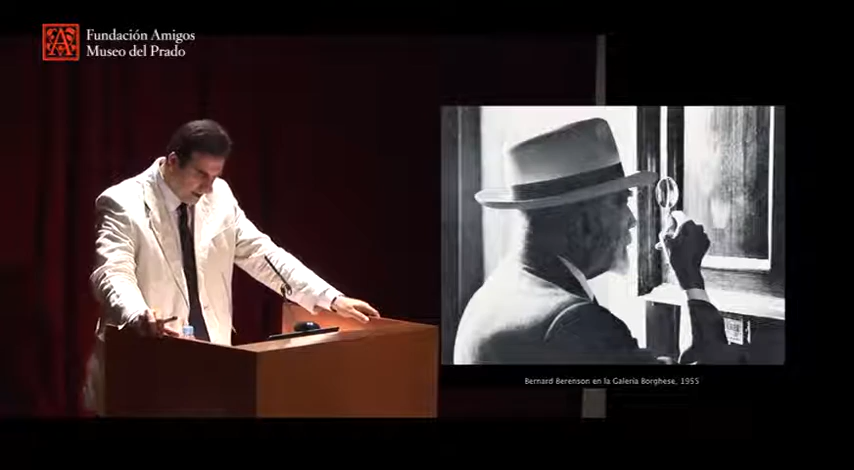 Fundación Amigos
Museo del Prado
Bernard Berenson en la Galería Borghese, 1955